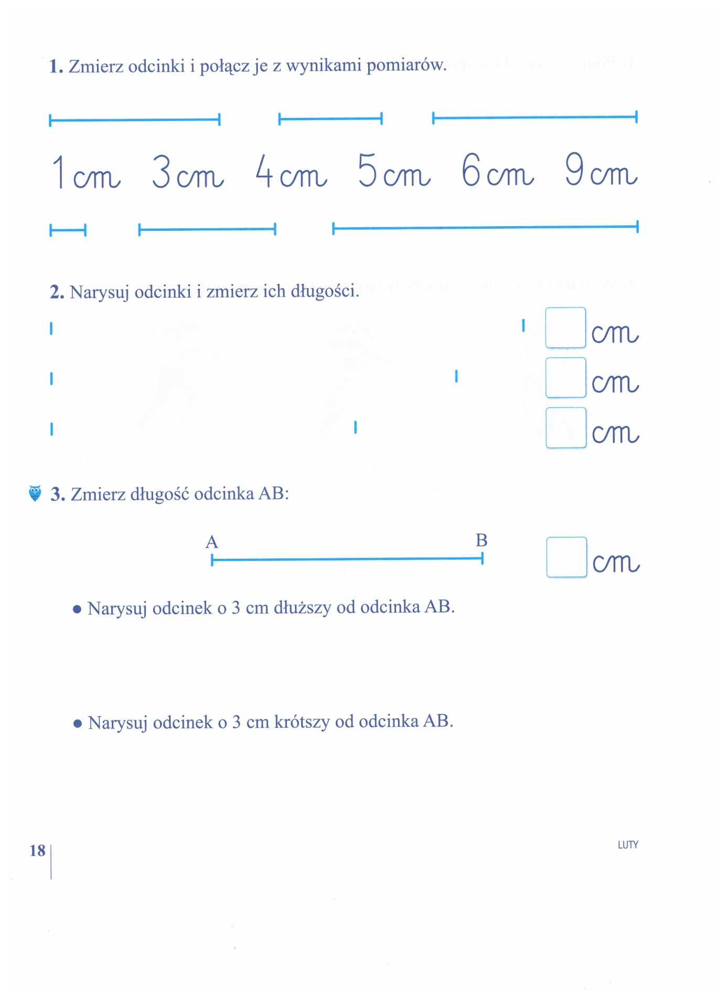 1. Zmierz odcinki i połącz je z wynikami pomiarów.
1 cm 3 cm 4 cm 5 cm 6 cm 9 cm
2. Narysuj odcinki i zmierz ich długości.
cm
cm
cm
3. Zmierz długość odcinka AB:
A B
cm
• Narysuj odcinek o 3 cm dłuższy od odcinka AB.
• Narysuj odcinek o 3 cm krótszy od odcinka AB.
18
LUTY